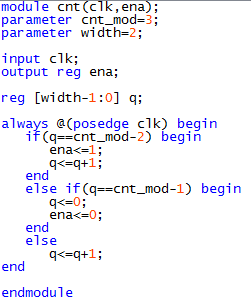 module cnt(clk,ena);
parameter cnt_mod=3;
parameter width=2;
input clk;
output reg ena;
reg [width-1:0] q;
always @(posedge clk) begin
if(q==cnt_mod-2) begin
ena<=1;
q<=q+1;
end
else if(q==cnt_mod-1) begin
q<=0;
ena<=0;
end
else
q<=q+1;
end
endmodule